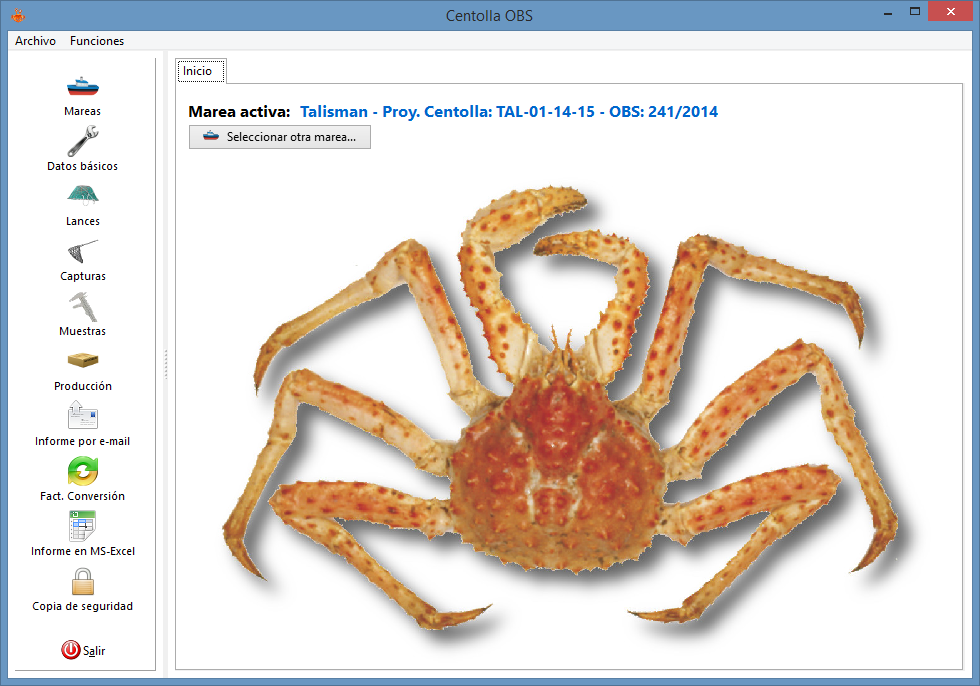 Centolla OBS
Archivo Funciones
Inicio
Marea activa: Talisman - Proy. Centolla: TAL-01-14-15 - OBS: 241/2014
Seleccionar otra marea...
Mareas
Datos básicos
Lances
Capturas
Muestras
Producción
Informe por e-mail
Fact. Conversión
Informe en MS-Excel
Copia de seguridad
Salir